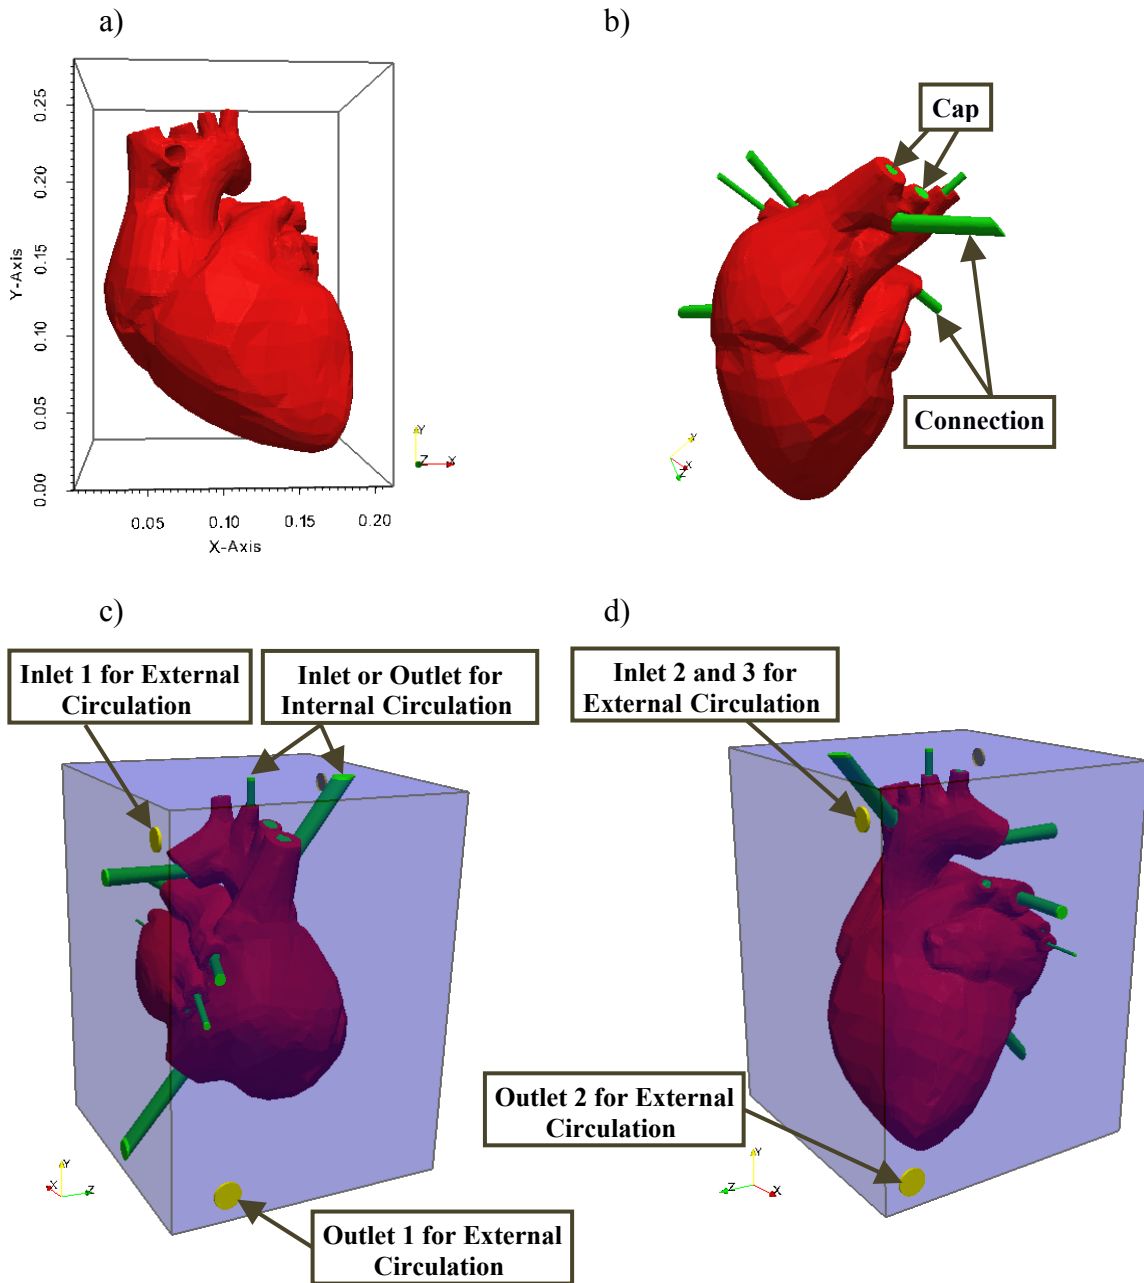 a)
0.25
0.20
0.15
0.10
0.05
0.00
Y-Axis
0.05
0.10
0.15
0.20
X-Axis
Y
Z
X
b)
Cap
Connection
Y
X
Z
c)
Inlet 1 for External
Circulation
Inlet or Outlet for
Internal Circulation
Y
X
Z
Outlet 1 for External
Circulation
d)
Inlet 2 and 3 for
External Circulation
Outlet 2 for External
Circulation
Y
Z
X